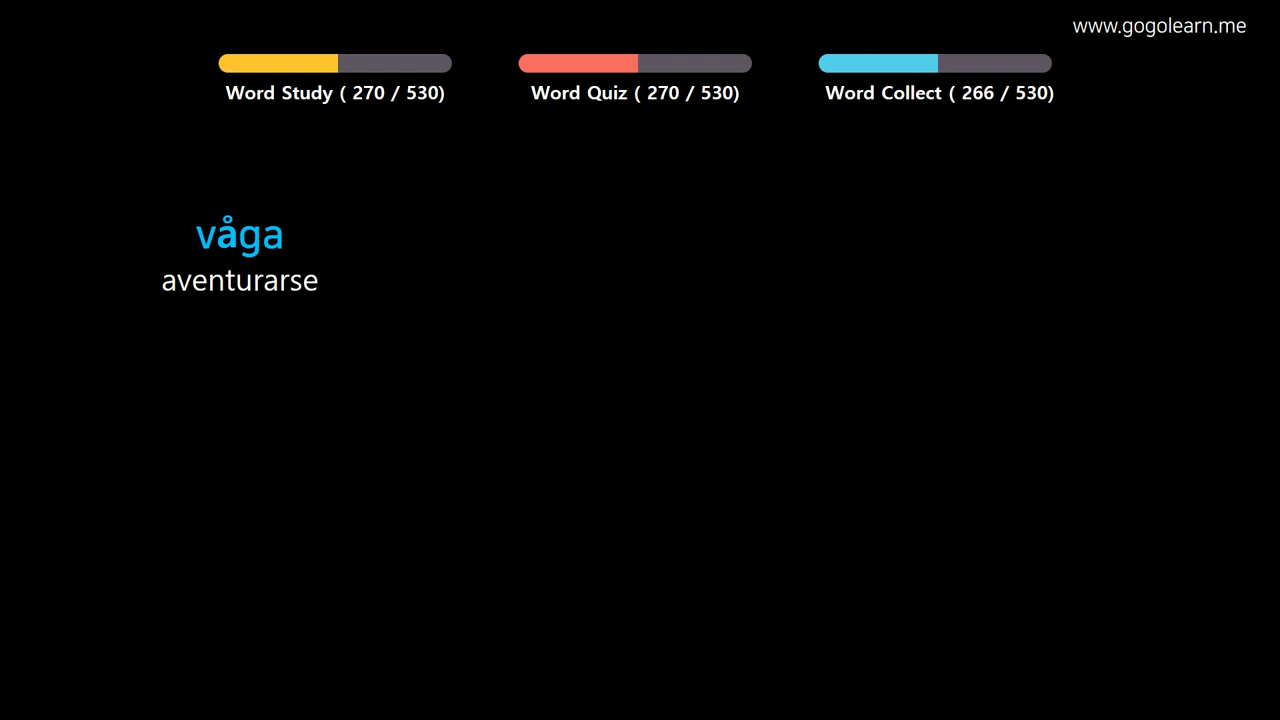 www.gogolearn.me
Word Study ( 270 / 530)
Word Quiz ( 270 / 530)
Word Collect ( 266 / 530)
våga
aventurarse